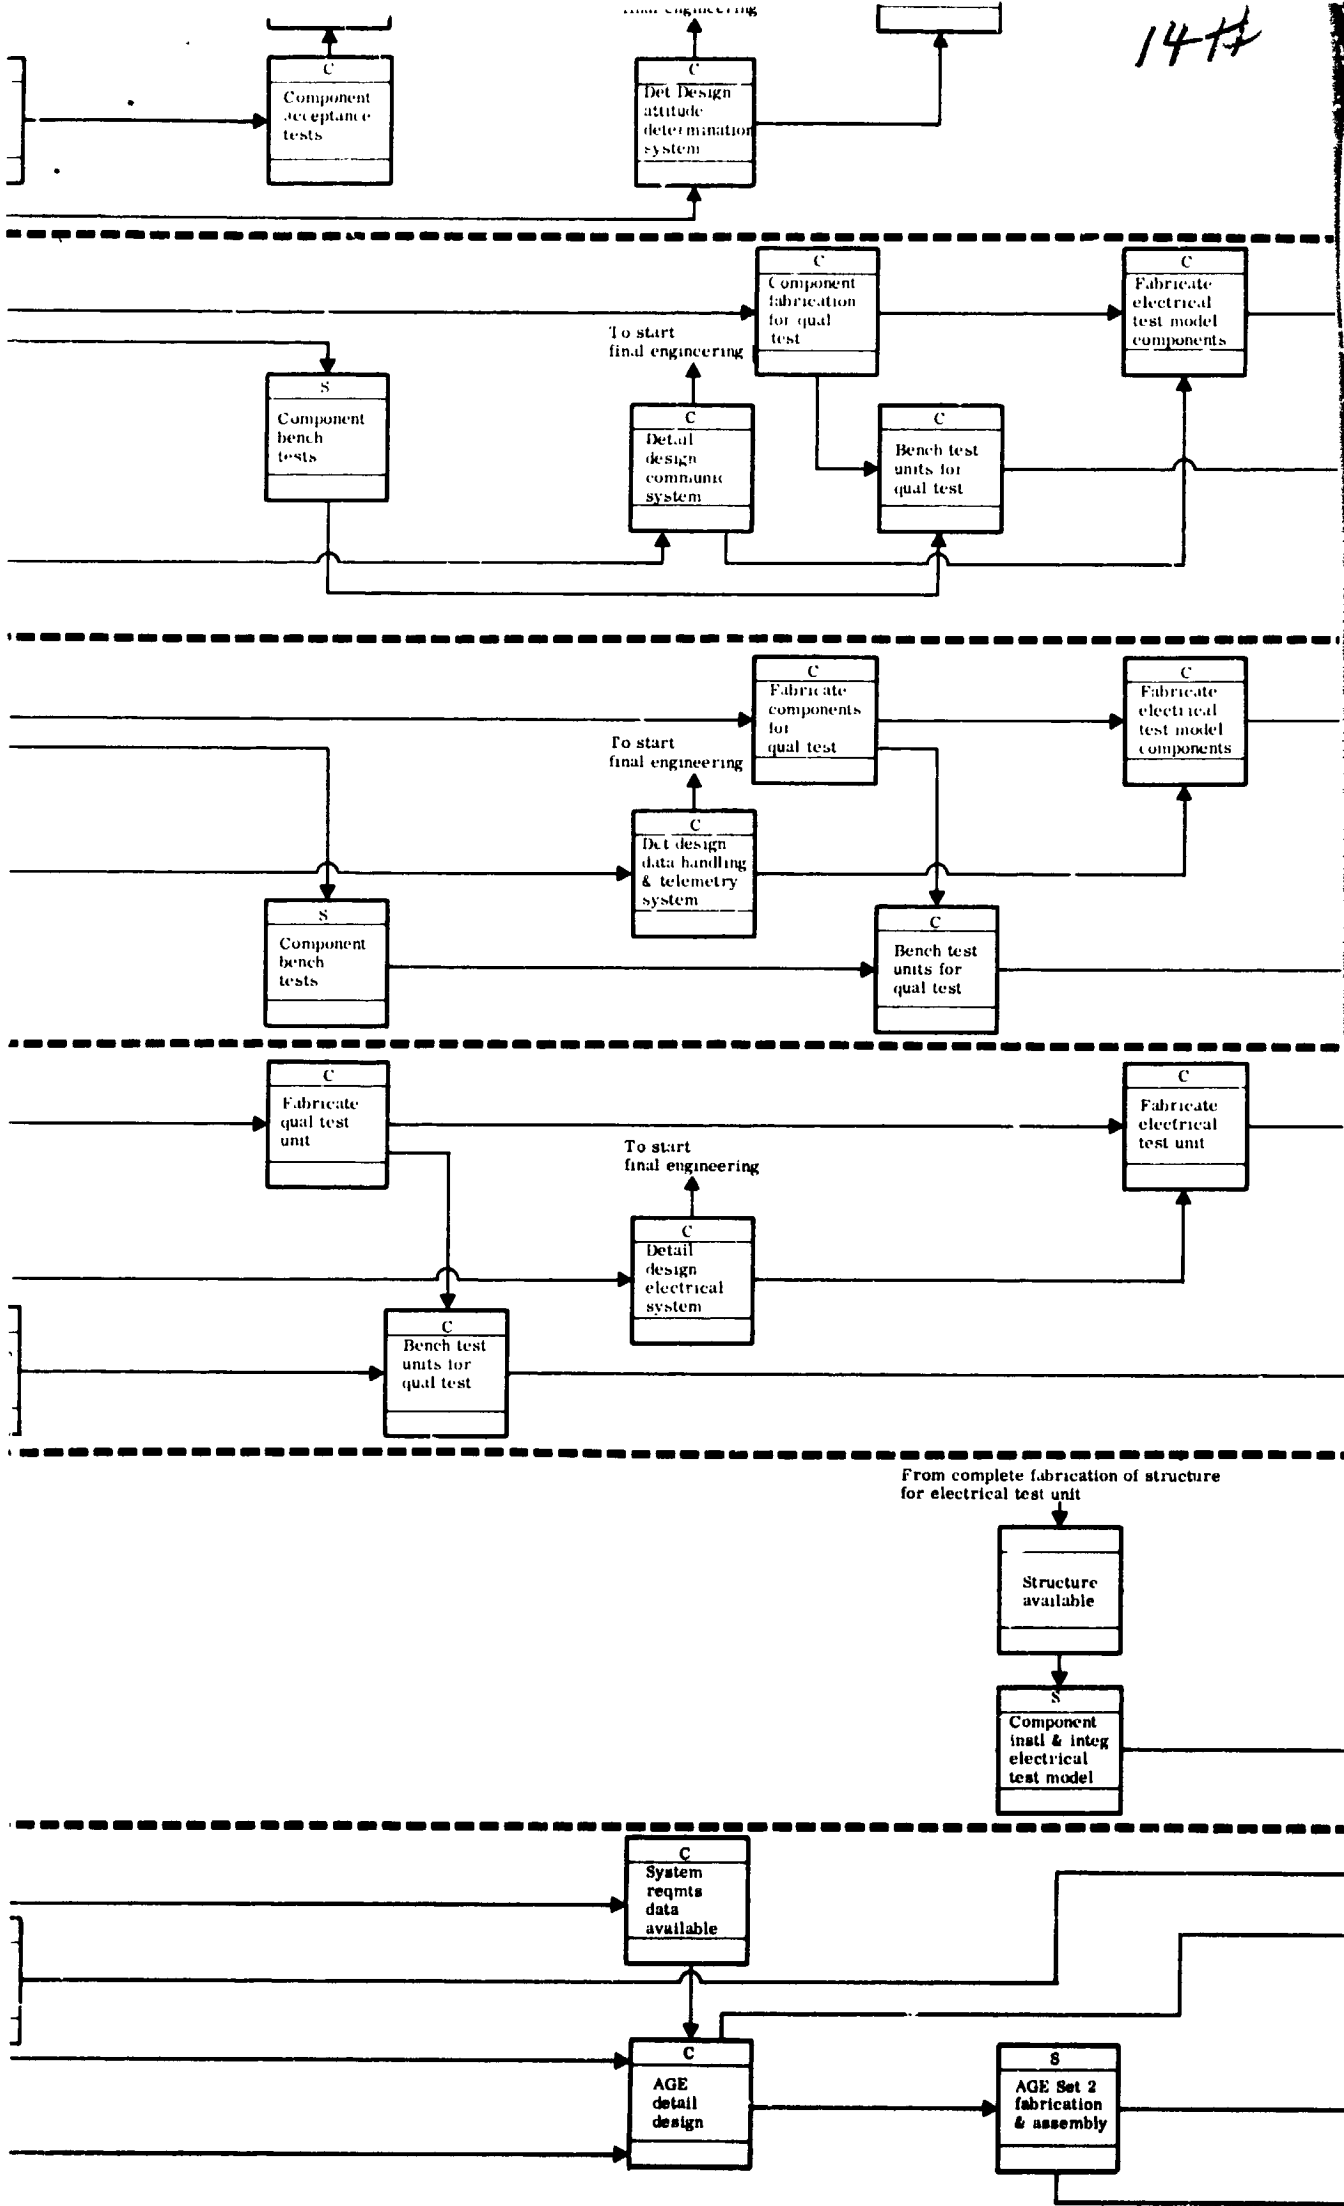 final engineering
14
C
Component
acceptance
tests
C
Det Design
attitude
determination
system
C
Component
fabrication
for qual
test
C
Fabricate
electrical
test model
components
To start
final engineering
S
Component
bench
tests
C
Detail
design
communic
system
C
Bench test
units for
qual test
C
Fabricate
components
for
qual test
C
Fabricate
electrical
test model
components
To start
final engineering
C
Det design
data handling
& telemetry
system
S
Component
bench
tests
C
Bench test
units for
qual test
C
Fabricate
qual test
unit
C
Fabricate
electrical
test unit
To start
final engineering
C
Detail
design
electrical
system
C
Bench test
units for
qual test
From complete fabrication of structure
for electrical test unit
Structure
available
S
Component
instl & integ
electrical
test model
C
System
reqmts
data
available
C
AGE
detail
design
S
AGE Set 2
fabrication
& assembly